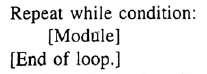 Repeat while condition:
[Module]
[End of loop.]